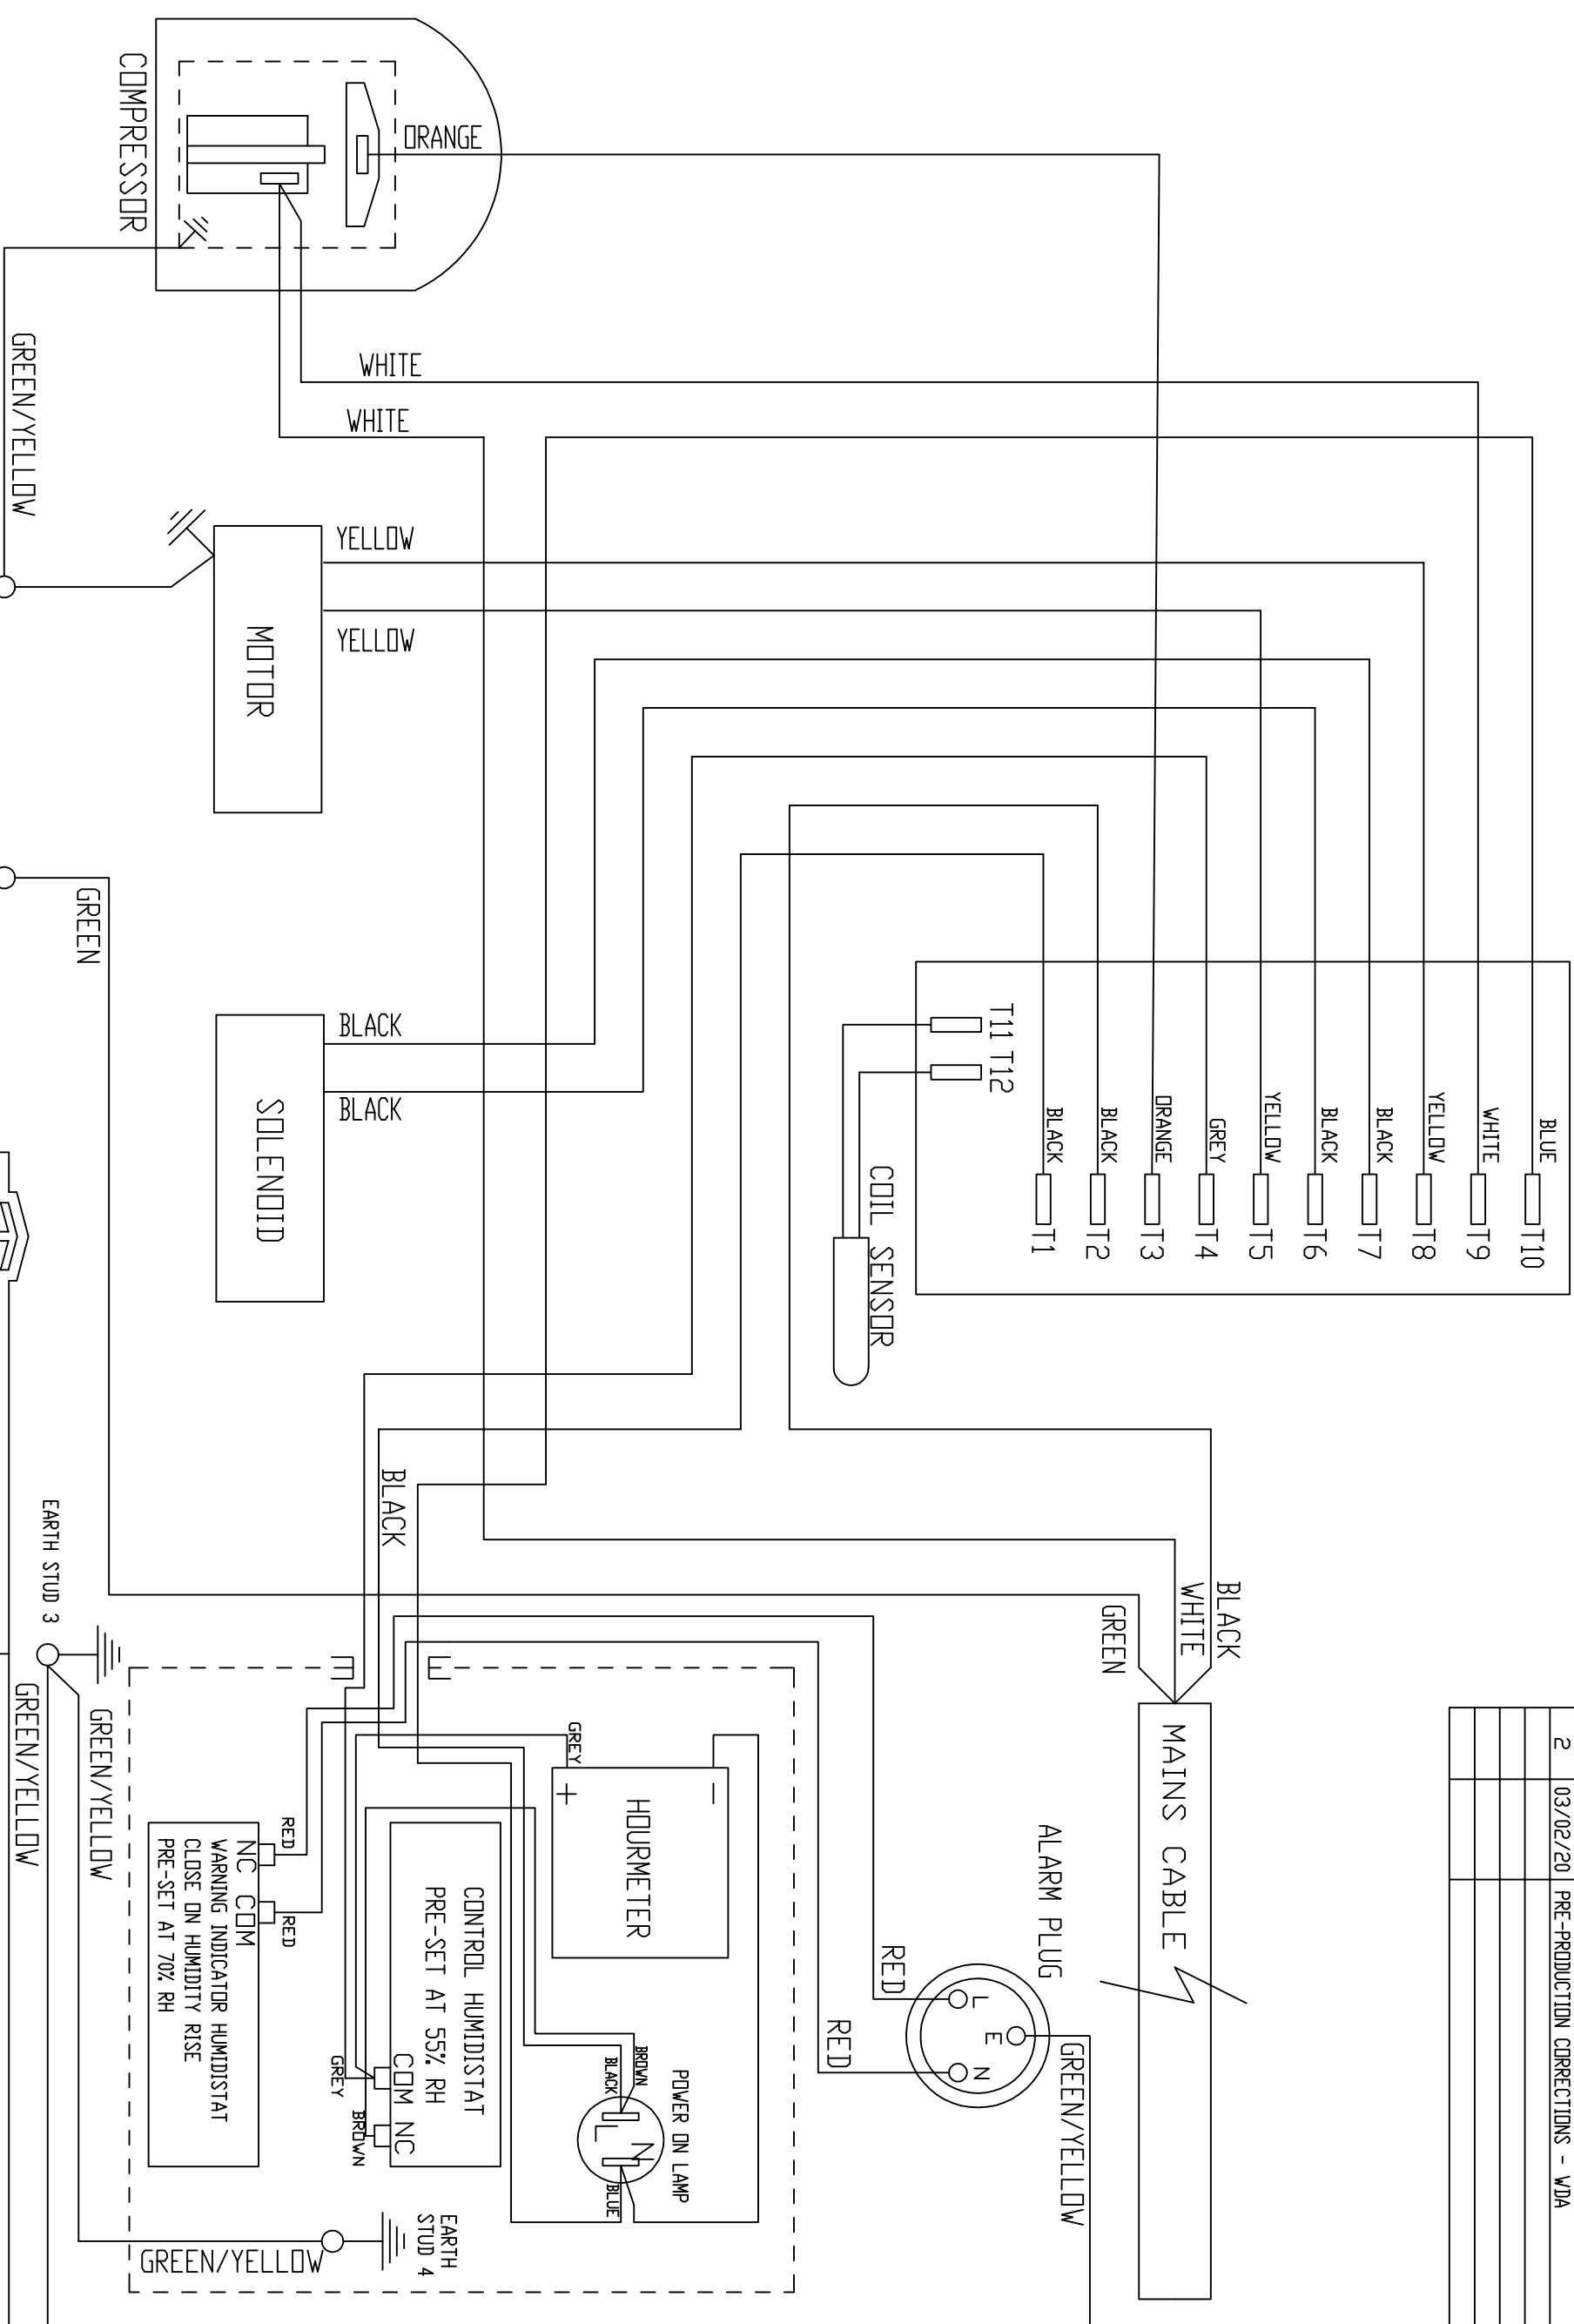 COMPRESSOR
ORANGE
GREEN/YELLOW
WHITE
WHITE
YELLOW
YELLOW
MOTOR
GREEN
BLACK
BLACK
SOLENOID
T11 T12
BLACK
BLACK
ORANGE
GREY
YELLOW
BLACK
BLACK
YELLOW
WHITE
BLUE
T1
T2
T3
T4
T5
T6
T7
T8
T9
T10
COIL SENSOR
BLACK
BLACK
WHITE
GREEN
MAINS CABLE
2 03/02/20 PRE-PRODUCTION CORRECTIONS - WDA
EARTH STUD 3
GREEN/YELLOW
GREEN/YELLOW
GREY
+
-
HOURMETER
ALARM PLUG
RED
RED
L
E
N
GREEN/YELLOW
RED
RED
NC COM
WARNING INDICATOR HUMIDISTAT
CLOSE ON HUMIDITY RISE
PRE-SET AT 70% RH
CONTROL HUMIDISTAT
PRE-SET AT 55% RH
COM NC
GREY
BROWN
BROWN
BLACK
L N
BLUE
POWER ON LAMP
EARTH
STUD 4
GREEN/YELLOW